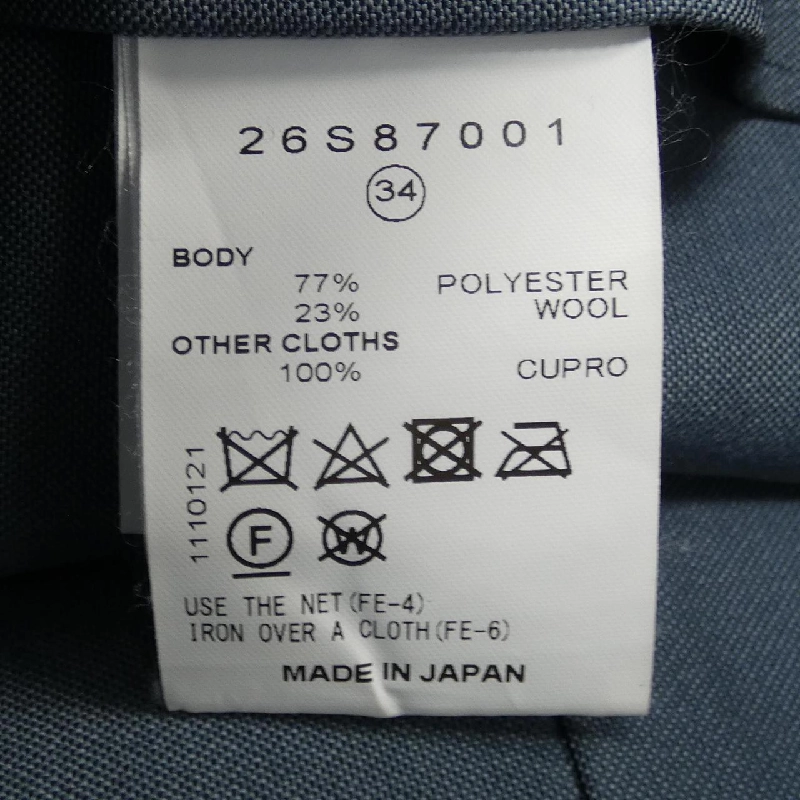 26S87001
34
BODY
77% POLYESTER
23% WOOL
OTHER CLOTHS
100% CUPRO
1110121
F
W
USE THE NET(FE-4)
IRON OVER A CLOTH(FE-6)
MADE IN JAPAN